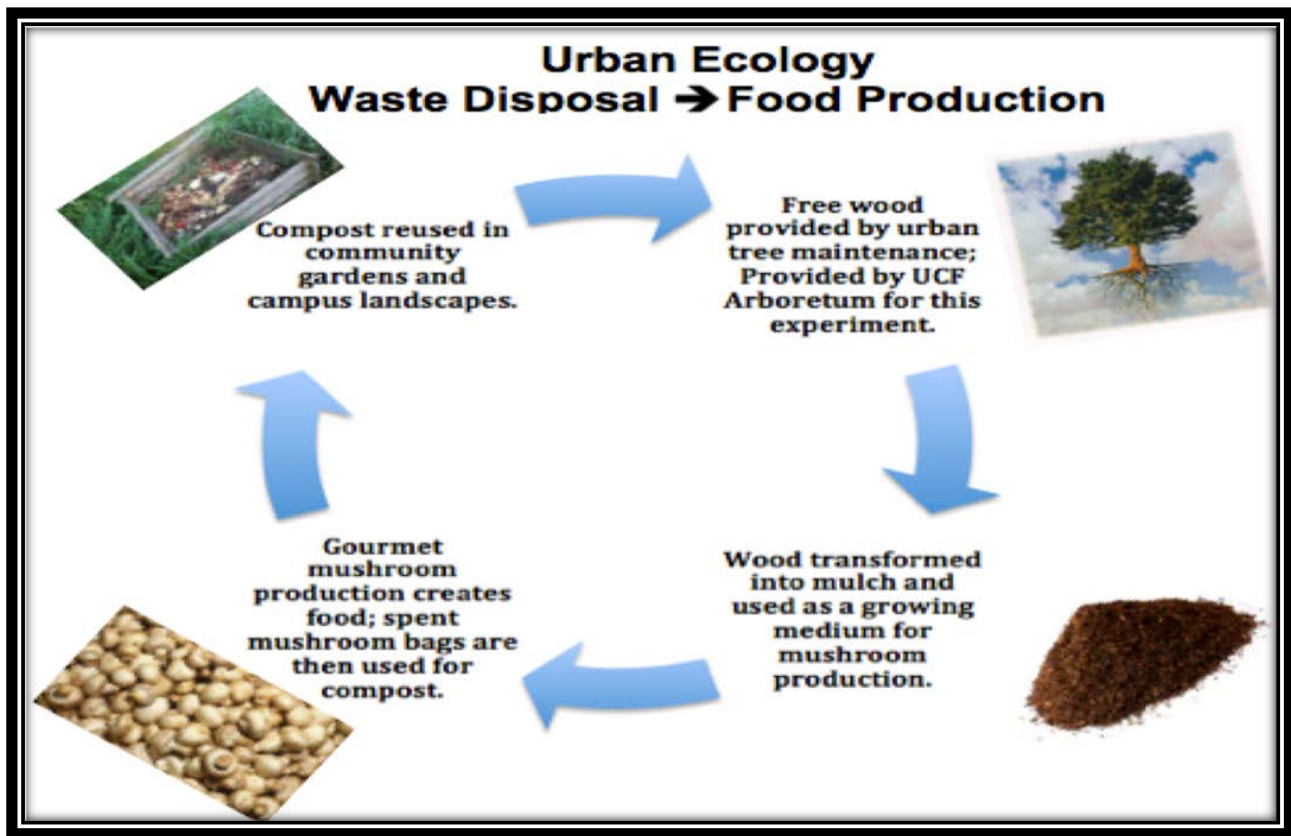 Urban Ecology
Waste Disposal ➔ Food Production
Compost reused in
community
gardens and
campus landscapes.
Free wood
provided by urban
tree maintenance;
Provided by UCF
Arboretum for this
experiment.
Wood transformed
into mulch and
used as a growing
medium for
mushroom
production.
Gourmet
mushroom
production creates
food; spent
mushroom bags are
then used for
compost.